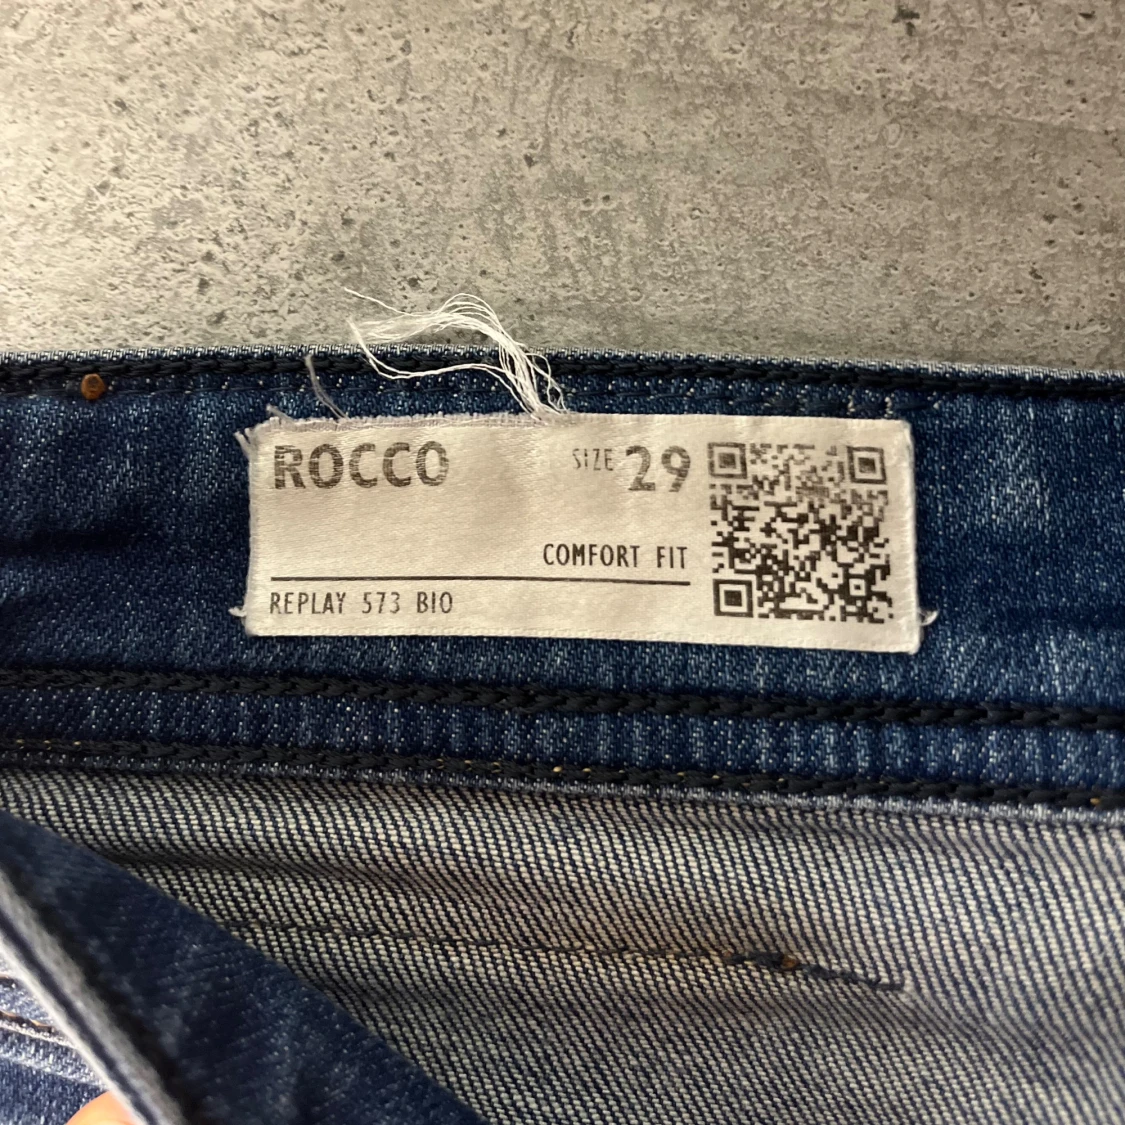 ROCCO
SIZE 29
COMFORT FIT
REPLAY 573 BIO